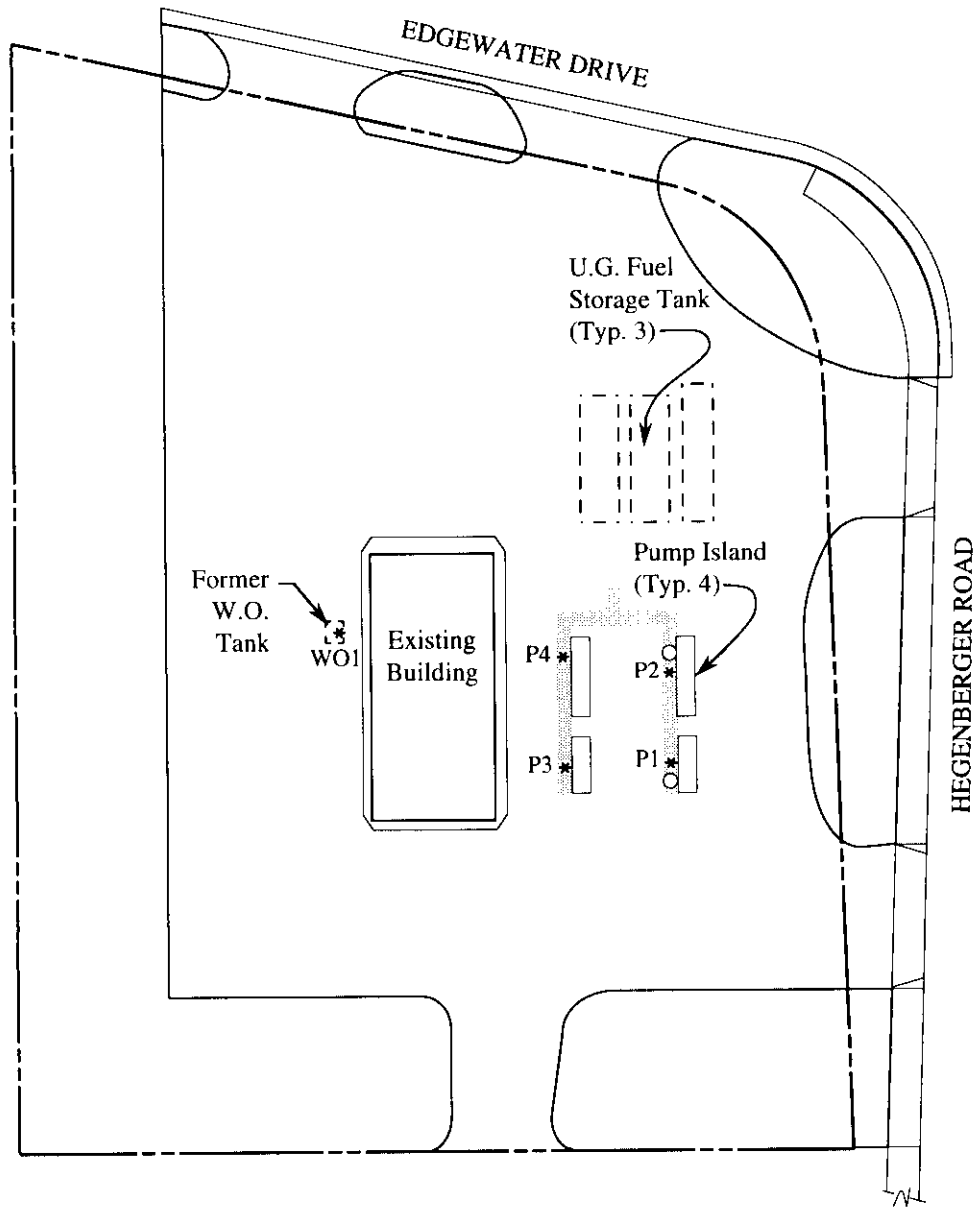 EDGEWATER DRIVE
U.G. Fuel
Storage Tank
(Typ. 3)
Pump Island
(Typ. 4)
HEGENBERGER ROAD
Former
W.O.
Tank
WO1
Existing
Building
P4
P2
P3
P1